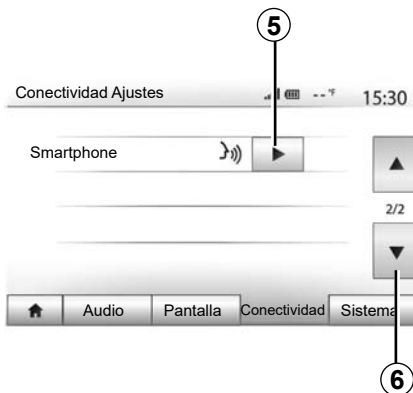 5
Conectividad Ajustes --°F 15:30
Smartphone
2/2
Audio Pantalla Conectividad Sistema
6